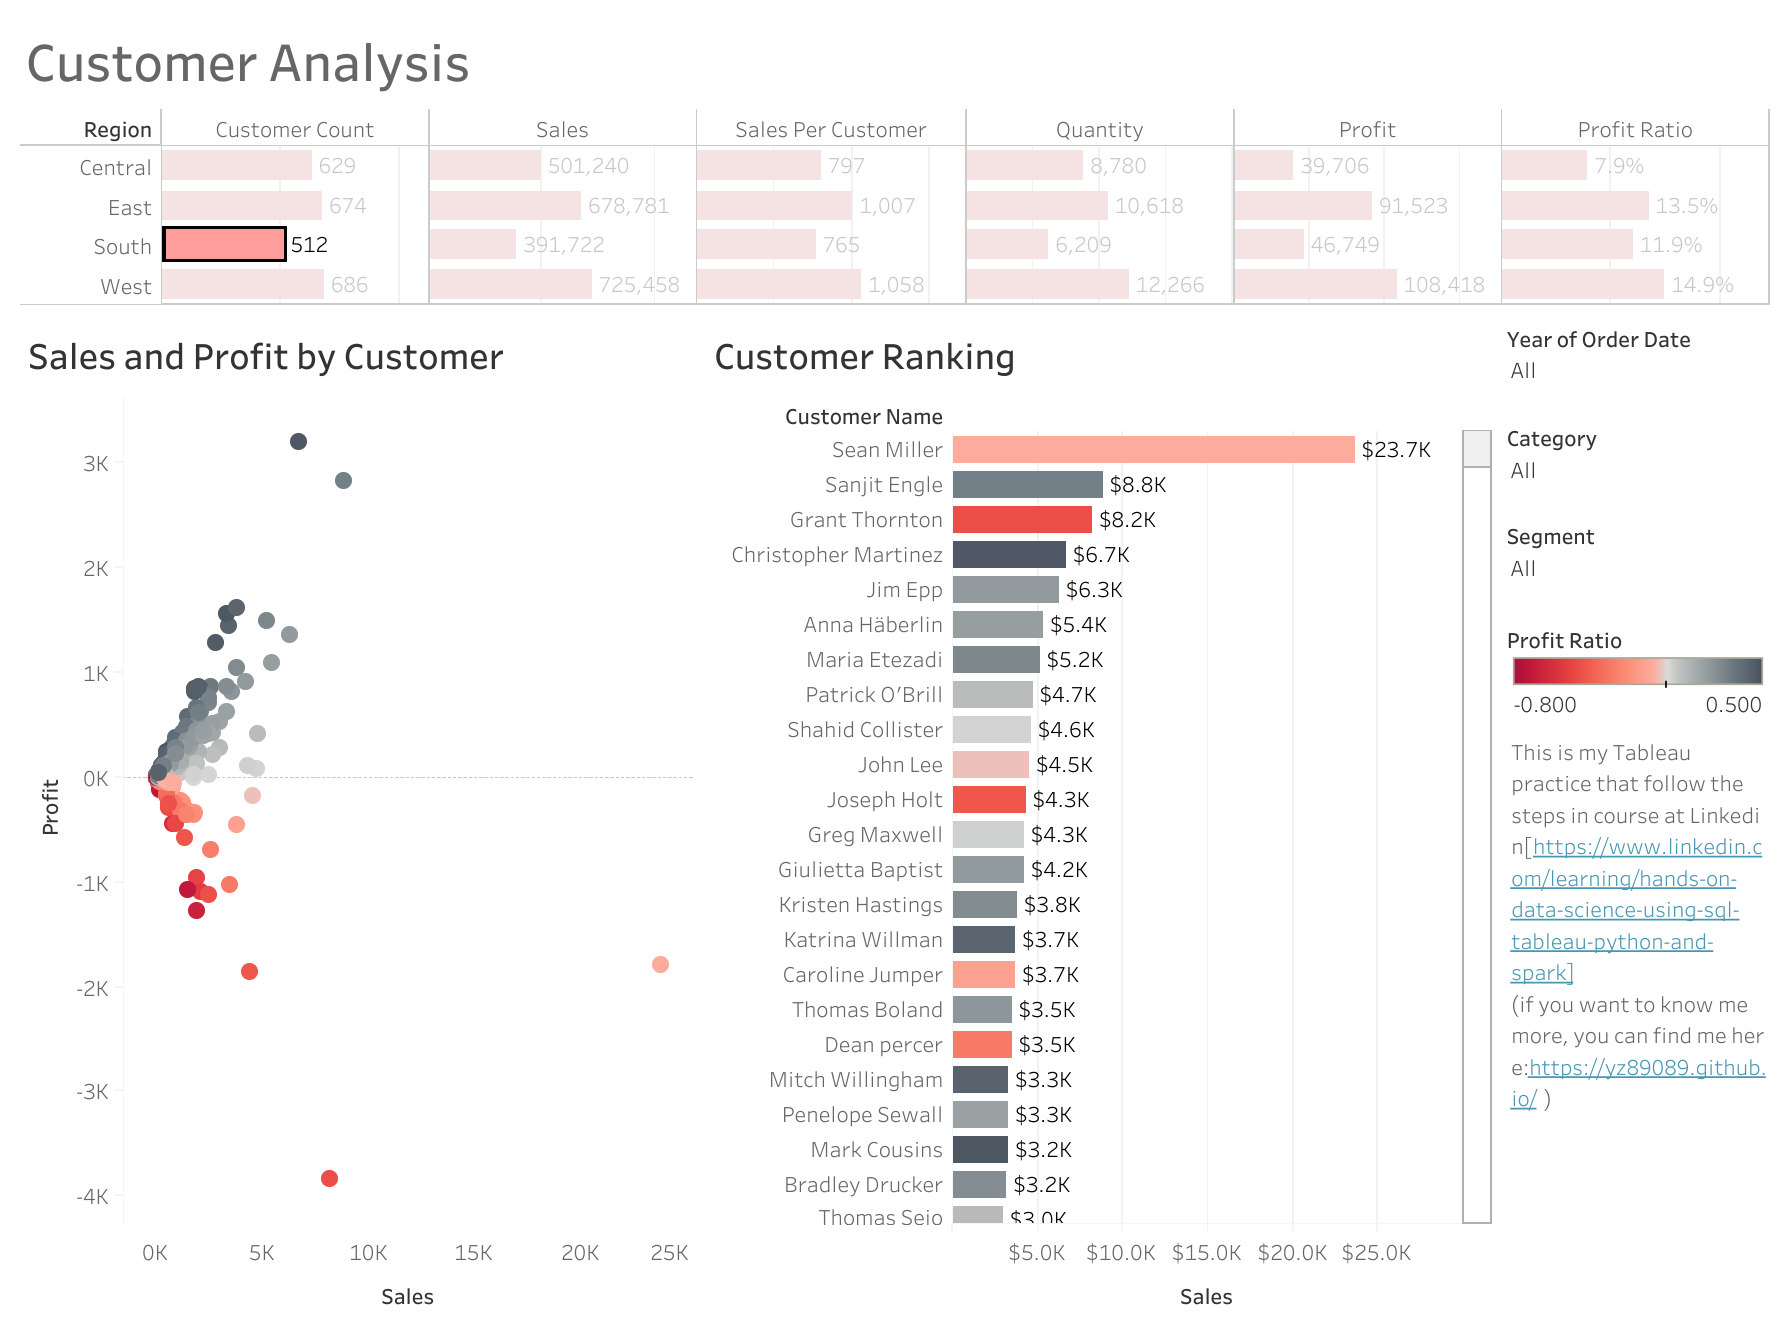 Customer Analysis
Region Customer Count Sales Sales Per Customer Quantity Profit Profit Ratio
Central 629 501,240 797 8,780 39,706 7.9%
East 674 678,781 1,007 10,618 91,523 13.5%
South 512 391,722 765 6,209 46,749 11.9%
West 686 725,458 1,058 12,266 108,418 14.9%
Sales and Profit by Customer
3K
2K
1K
0K
-1K
-2K
-3K
-4K
Profit
0K 5K 10K 15K 20K 25K
Sales
Customer Ranking
Customer Name
Sean Miller $23.7K
Sanjit Engle $8.8K
Grant Thornton $8.2K
Christopher Martinez $6.7K
Jim Epp $6.3K
Anna Häberlin $5.4K
Maria Etezadi $5.2K
Patrick O’Brill $4.7K
Shahid Collister $4.6K
John Lee $4.5K
Joseph Holt $4.3K
Greg Maxwell $4.3K
Giulietta Baptist $4.2K
Kristen Hastings $3.8K
Katrina Willman $3.7K
Caroline Jumper $3.7K
Thomas Boland $3.5K
Dean percer $3.5K
Mitch Willingham $3.3K
Penelope Sewall $3.3K
Mark Cousins $3.2K
Bradley Drucker $3.2K
Thomas Seio $3.0K
$5.0K $10.0K $15.0K $20.0K $25.0K
Sales
Year of Order Date
All
Category
All
Segment
All
Profit Ratio
-0.800 0.500
This is my Tableau
practice that follow the
steps in course at Linkedi
n[https://www.linkedin.c
om/learning/hands-on-
data-science-using-sql-
tableau-python-and-
spark]
(if you want to know me
more, you can find me her
e:https://yz89089.github.
io/ )